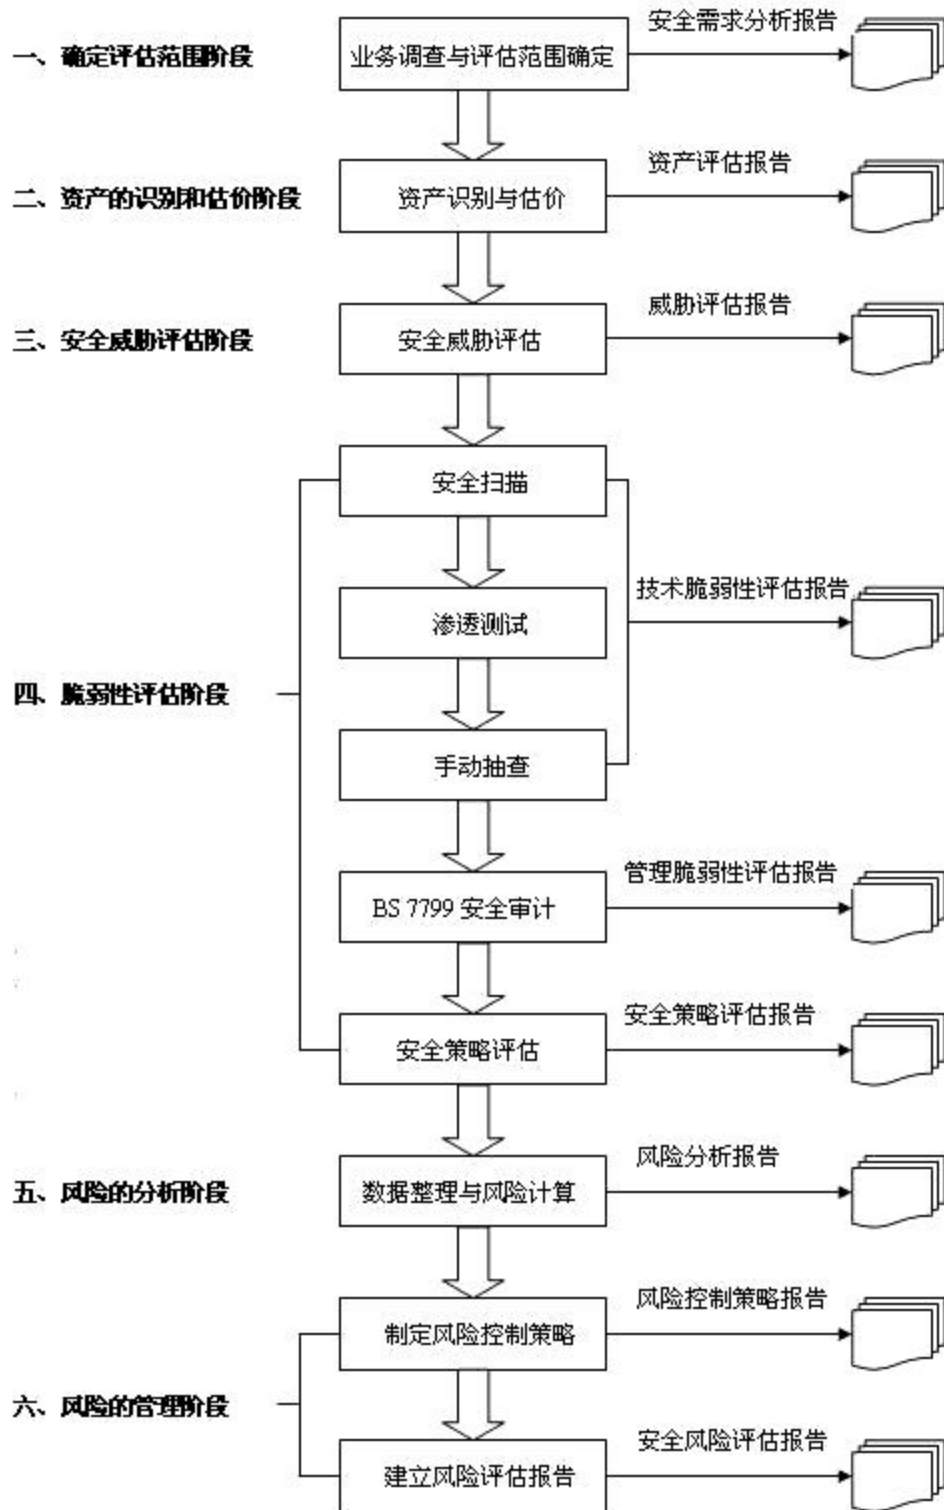 安全需求分析报告
一、确定评估范围阶段
业务调查与评估范围确定
资产评估报告
二、资产的识别和估价阶段
资产识别与估价
威胁评估报告
三、安全威胁评估阶段
安全威胁评估
安全扫描
技术脆弱性评估报告
渗透测试
四、脆弱性评估阶段
手动抽查
管理脆弱性评估报告
BS 7799 安全审计
安全策略评估报告
安全策略评估
风险分析报告
五、风险的分析阶段
数据整理与风险计算
风险控制策略报告
制定风险控制策略
六、风险的管理阶段
安全风险评估报告
建立风险评估报告